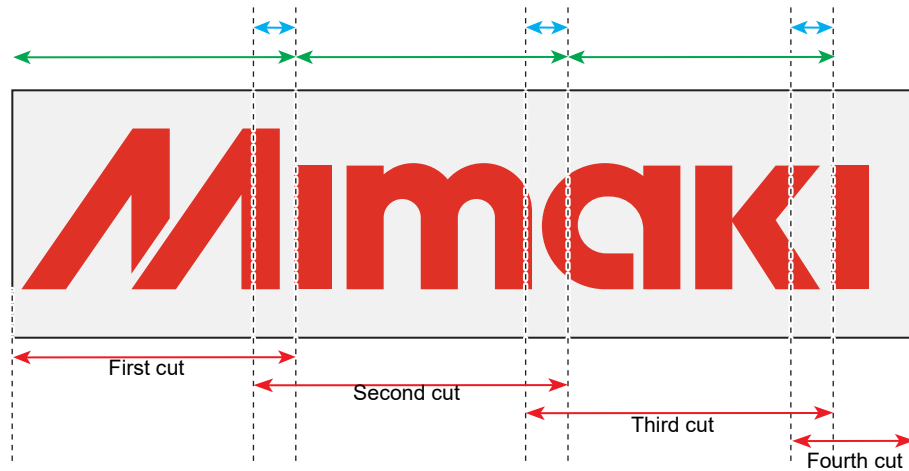 Mimaki
First cut
Second cut
Third cut
Fourth cut